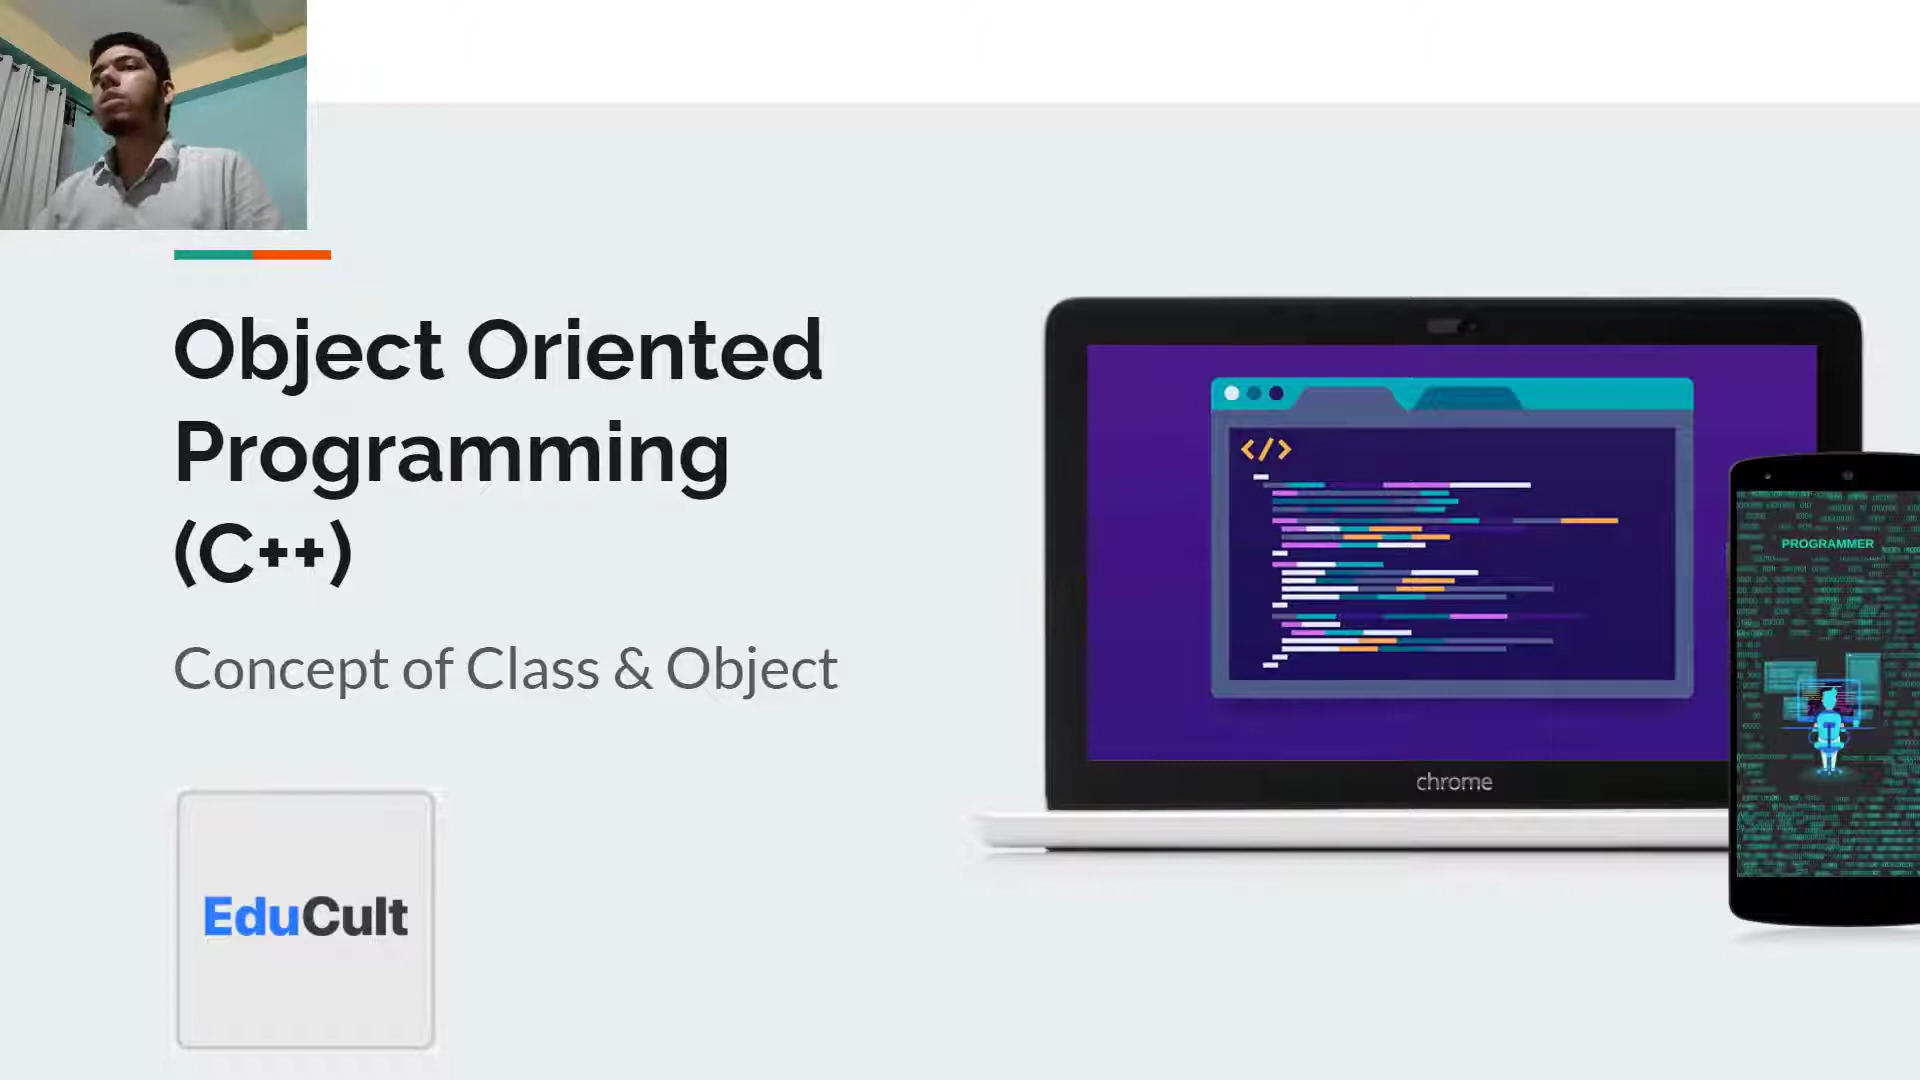 Object Oriented
Programming
(C++)
Concept of Class & Object
EduCult
chrome
PROGRAMMER